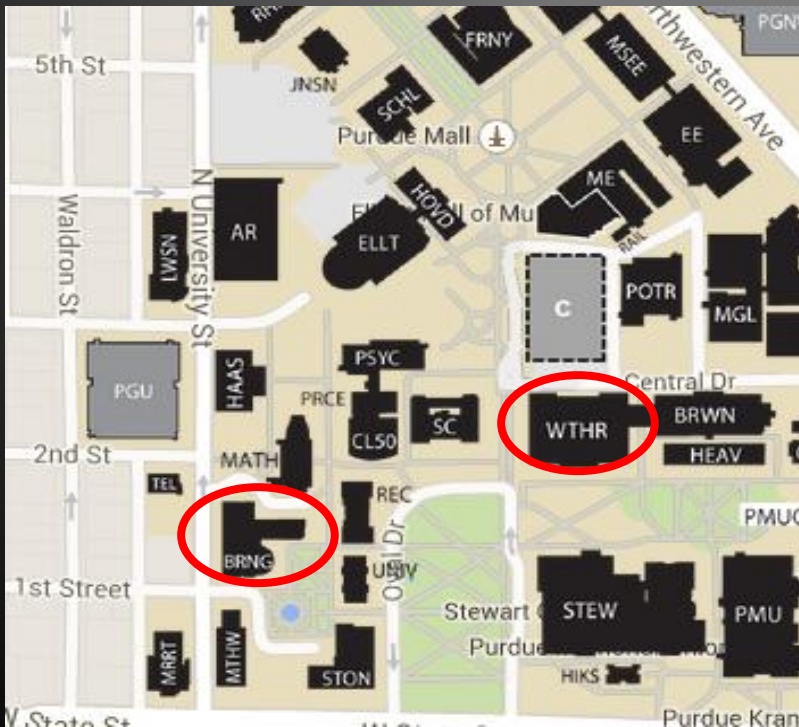 FRNY
MSEE
Northwestern Ave
5th St
JNSN
SCHL
Purdue Mall
EE
ME
HOVD
N University St
Waldron St
LWSN
AR
ELLT
of Mu
RAIL
POTR
MGL
C
PGU
HAAS
PSYC
PRCE
CL50
SC
Central Dr
WTHR
BRWN
HEAV
2nd St
MATH
TEL
REC
BRNG
Oval Dr
UNIV
PMUC
1st Street
Stewart
STEW
PMU
Purdue
MRRT
MTHW
STON
HIKS
State St
Purdue Kran